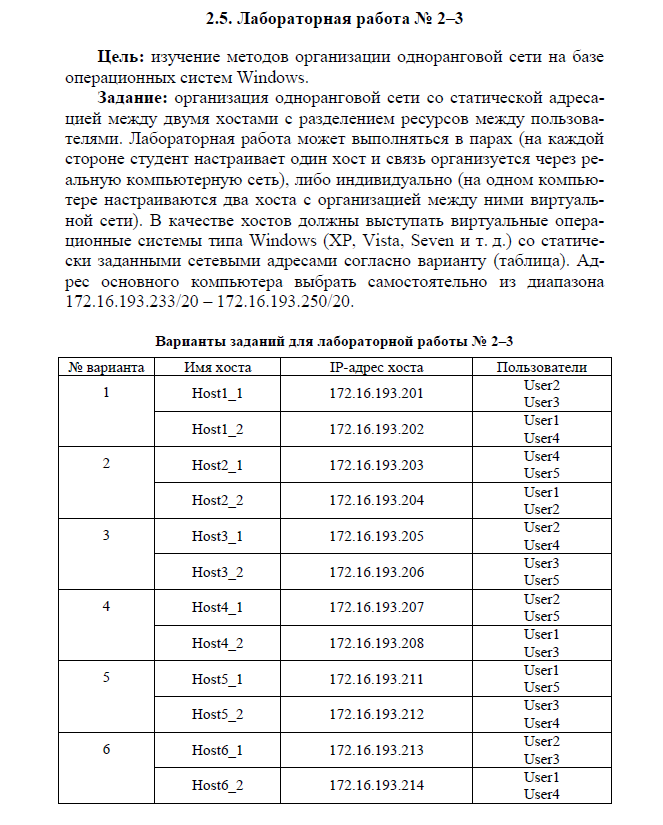 2.5. Лабораторная работа № 2–3
Цель: изучение методов организации одноранговой сети на базе
операционных систем Windows.
Задание: организация одноранговой сети со статической адреса-
цией между двумя хостами с разделением ресурсов между пользова-
телями. Лабораторная работа может выполняться в парах (на каждой
стороне студент настраивает один хост и связь организуется через ре-
альную компьютерную сеть), либо индивидуально (на одном компью-
тере настраиваются два хоста с организацией между ними виртуаль-
ной сети). В качестве хостов должны выступать виртуальные опера-
ционные системы типа Windows (XP, Vista, Seven и т. д.) со статиче-
ски заданными сетевыми адресами согласно варианту (таблица). Ад-
рес основного компьютера выбрать самостоятельно из диапазона
172.16.193.233/20 – 172.16.193.250/20.
Варианты заданий для лабораторной работы № 2–3
№ варианта Имя хоста IP-адрес хоста Пользователи
1 Host1_1 172.16.193.201 User2
User3
Host1_2 172.16.193.202 User1
User4
2 Host2_1 172.16.193.203 User4
User5
Host2_2 172.16.193.204 User1
User2
3 Host3_1 172.16.193.205 User2
User4
Host3_2 172.16.193.206 User3
User5
4 Host4_1 172.16.193.207 User2
User5
Host4_2 172.16.193.208 User1
User3
5 Host5_1 172.16.193.211 User1
User5
Host5_2 172.16.193.212 User3
User4
6 Host6_1 172.16.193.213 User2
User3
Host6_2 172.16.193.214 User1
User4